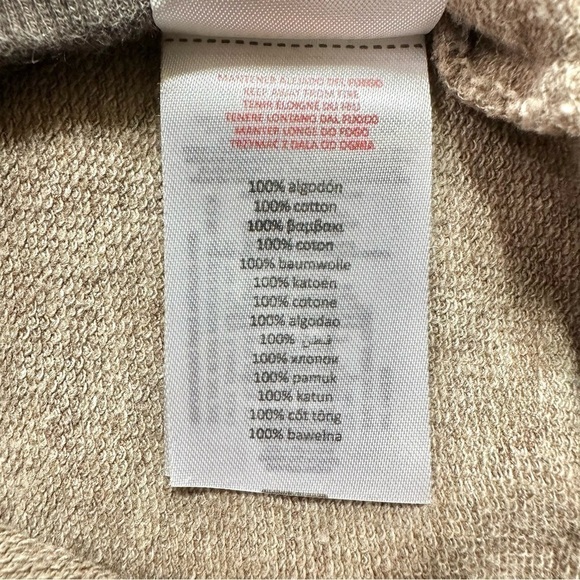 MANTENER ALEJADO DEL FUEGO
KEEP AWAY FROM FIRE
TENIR ÉLOIGNÉ DU FEU
TENERE LONTANO DAL FUOCO
MANTER LONGE DO FOGO
TRZYMAC Z DALA OD OGNIA
100% algodón
100% cotton
100% βαμβακι
100% coton
100% baumwolle
100% katoen
100% cotone
100% algodao
100% قطن
100% хлопок
100% pamuk
100% katun
100% cốt tông
100% bawełna